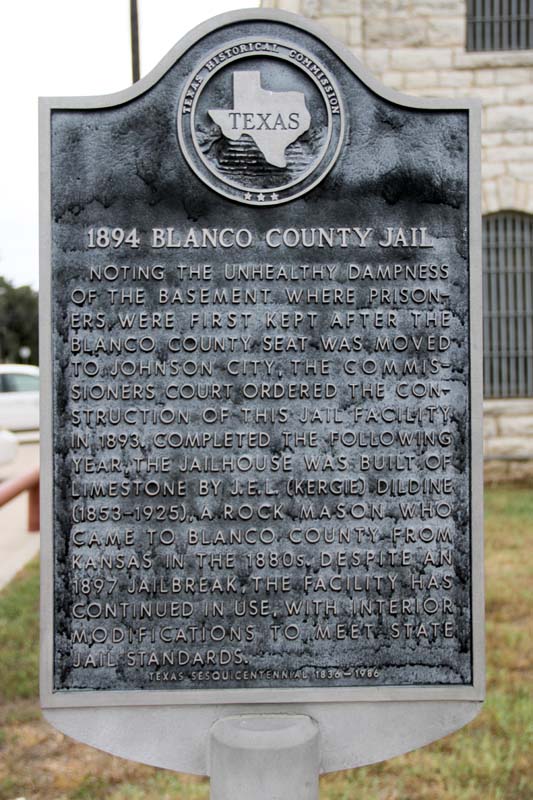 TEXAS HISTORICAL COMMISSION
TEXAS
1894 BLANCO COUNTY JAIL
NOTING THE UNHEALTHY DAMPNESS
OF THE BASEMENT WHERE PRISON-
ERS WERE FIRST KEPT AFTER THE
BLANCO COUNTY SEAT WAS MOVED
TO JOHNSON CITY, THE COMMIS-
SIONERS COURT ORDERED THE CON-
STRUCTION OF THIS JAIL FACILITY
IN 1893. COMPLETED THE FOLLOWING
YEAR, THE JAILHOUSE WAS BUILT OF
LIMESTONE BY J.E.L. (KERGIE) DILDINE
(1853-1925), A ROCK MASON WHO
CAME TO BLANCO COUNTY FROM
KANSAS IN THE 1880s. DESPITE AN
1897 JAILBREAK, THE FACILITY HAS
CONTINUED IN USE, WITH INTERIOR
MODIFICATIONS TO MEET STATE
JAIL STANDARDS.
TEXAS SESQUICENTENNIAL 1836-1986